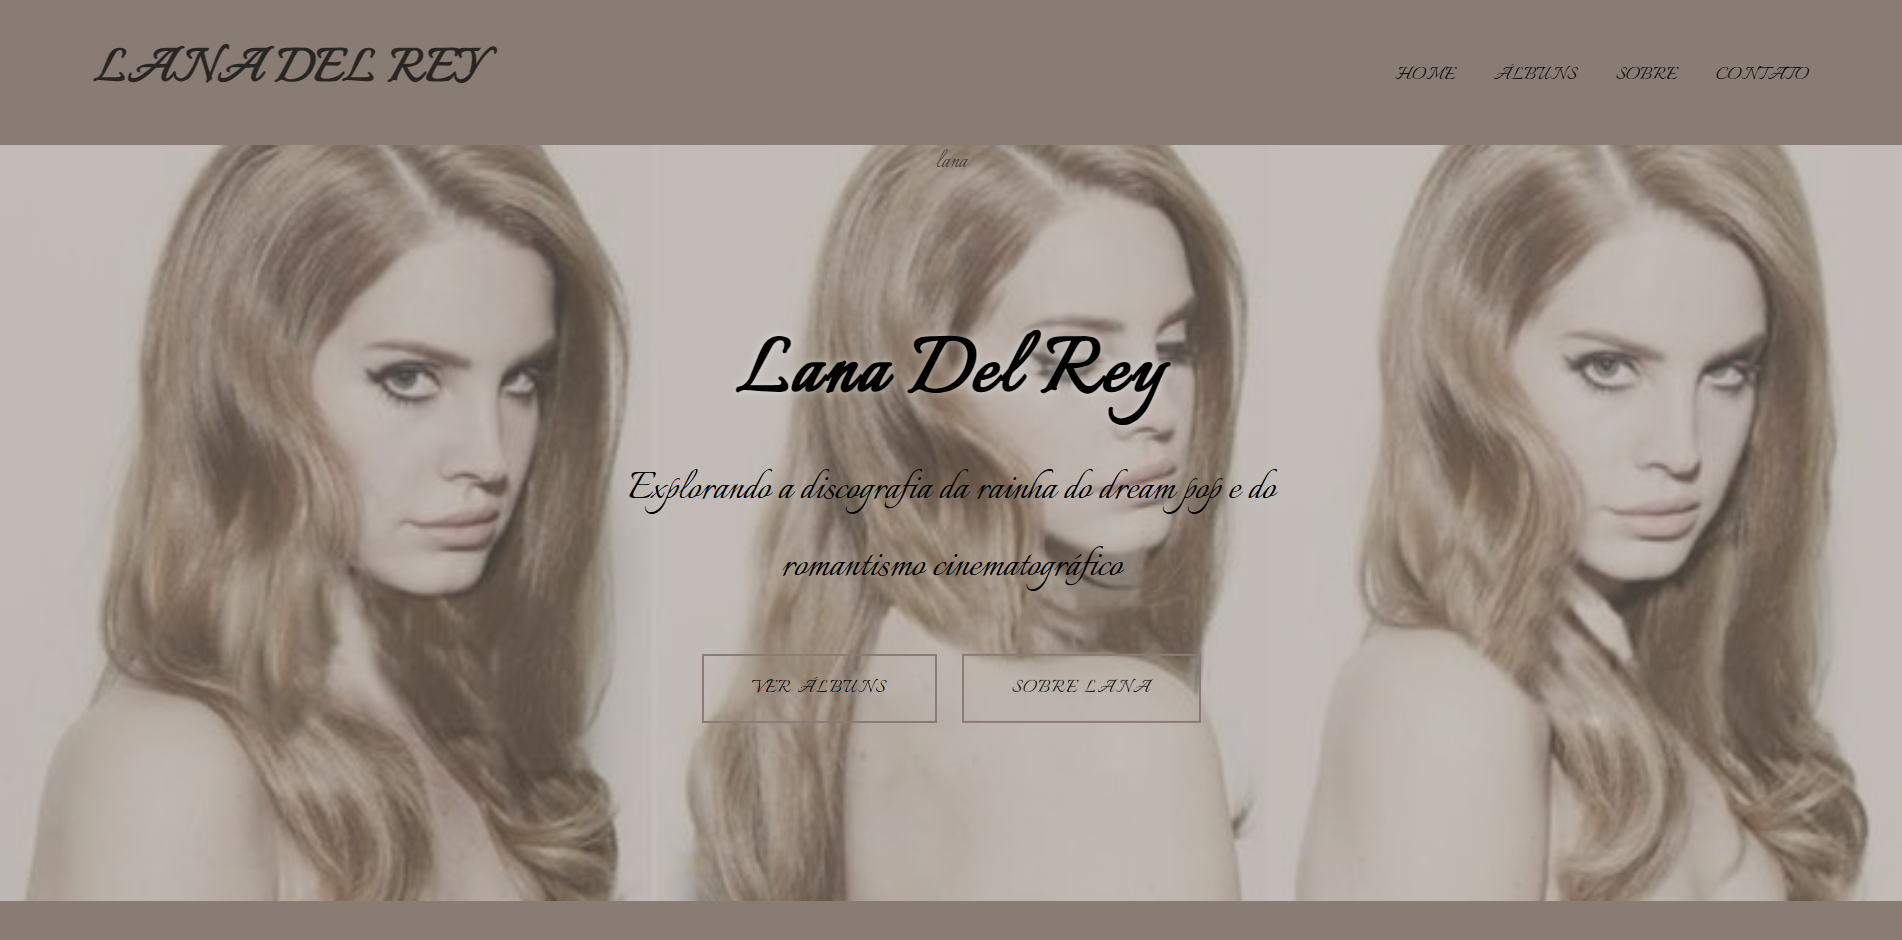 LANA DEL REY
HOME ÁLBUNS SOBRE CONTATO
lana
Lana Del Rey
Explorando a discografia da rainha do dream pop e do
romantismo cinematográfico
VER ÁLBUNS SOBRE LANA